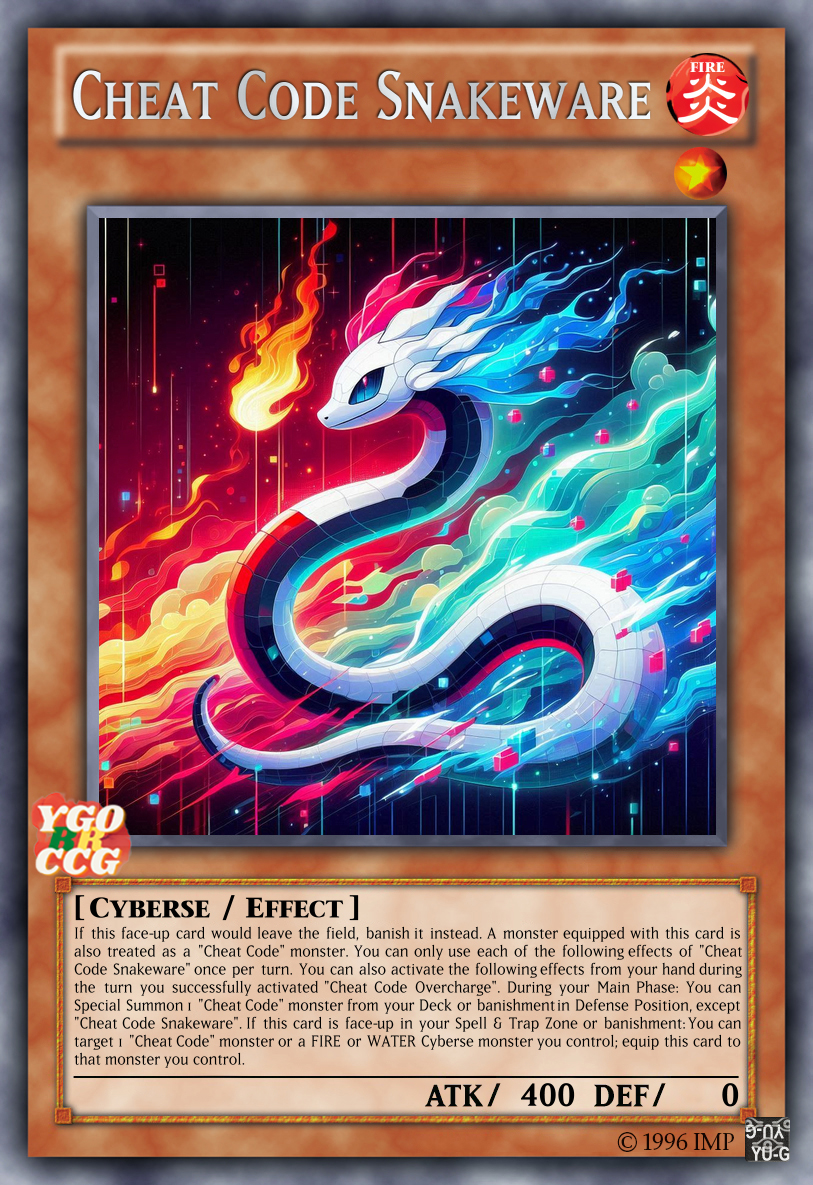 Cheat Code Snakeware
FIRE
炎
YGO
RR
CCG
[ Cyberse / Effect ]
If this face-up card would leave the field, banish it instead. A monster equipped with this card is
also treated as a "Cheat Code" monster. You can only use each of the following effects of "Cheat
Code Snakeware" once per turn. You can also activate the following effects from your hand during
the turn you successfully activated "Cheat Code Overcharge". During your Main Phase: You can
Special Summon 1 "Cheat Code" monster from your Deck or banishment in Defense Position, except
"Cheat Code Snakeware". If this card is face-up in your Spell & Trap Zone or banishment: You can
target 1 "Cheat Code" monster or a FIRE or WATER Cyberse monster you control; equip this card to
that monster you control.
ATK/ 400 DEF/ 0
© 1996 IMP
YU-G